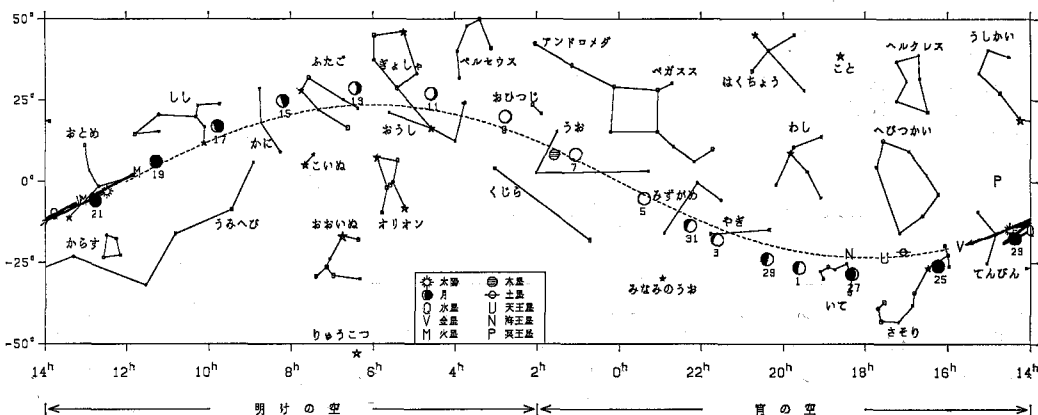 50°
25°
0°
-25°
-50°
アンドロメダ
うしかい
ふたご
ぎょしゃ
ペルセウス
ペガスス
ヘルクレス
はくちょう
こと
しし
15
13
11
おひつじ
9
おとめ
17
おうし
うお
わし
へびつかい
かに
7
19
こいぬ
M
P
くじら
みずがめ
21
オリオン
5
やぎ
からす
うみへび
おおいぬ
31
3
N
U
V
23
てんびん
みなみのうお
29
1
いて
27
25
さそり
りゅうこつ
太陽 木星
月 土星
Q 水星 U 天王星
V 金星 N 海王星
M 火星 P 冥王星
14h 12h 10h 8h 6h 4h 2h 0h 22h 20h 18h 16h 14h
明けの空 宵の空